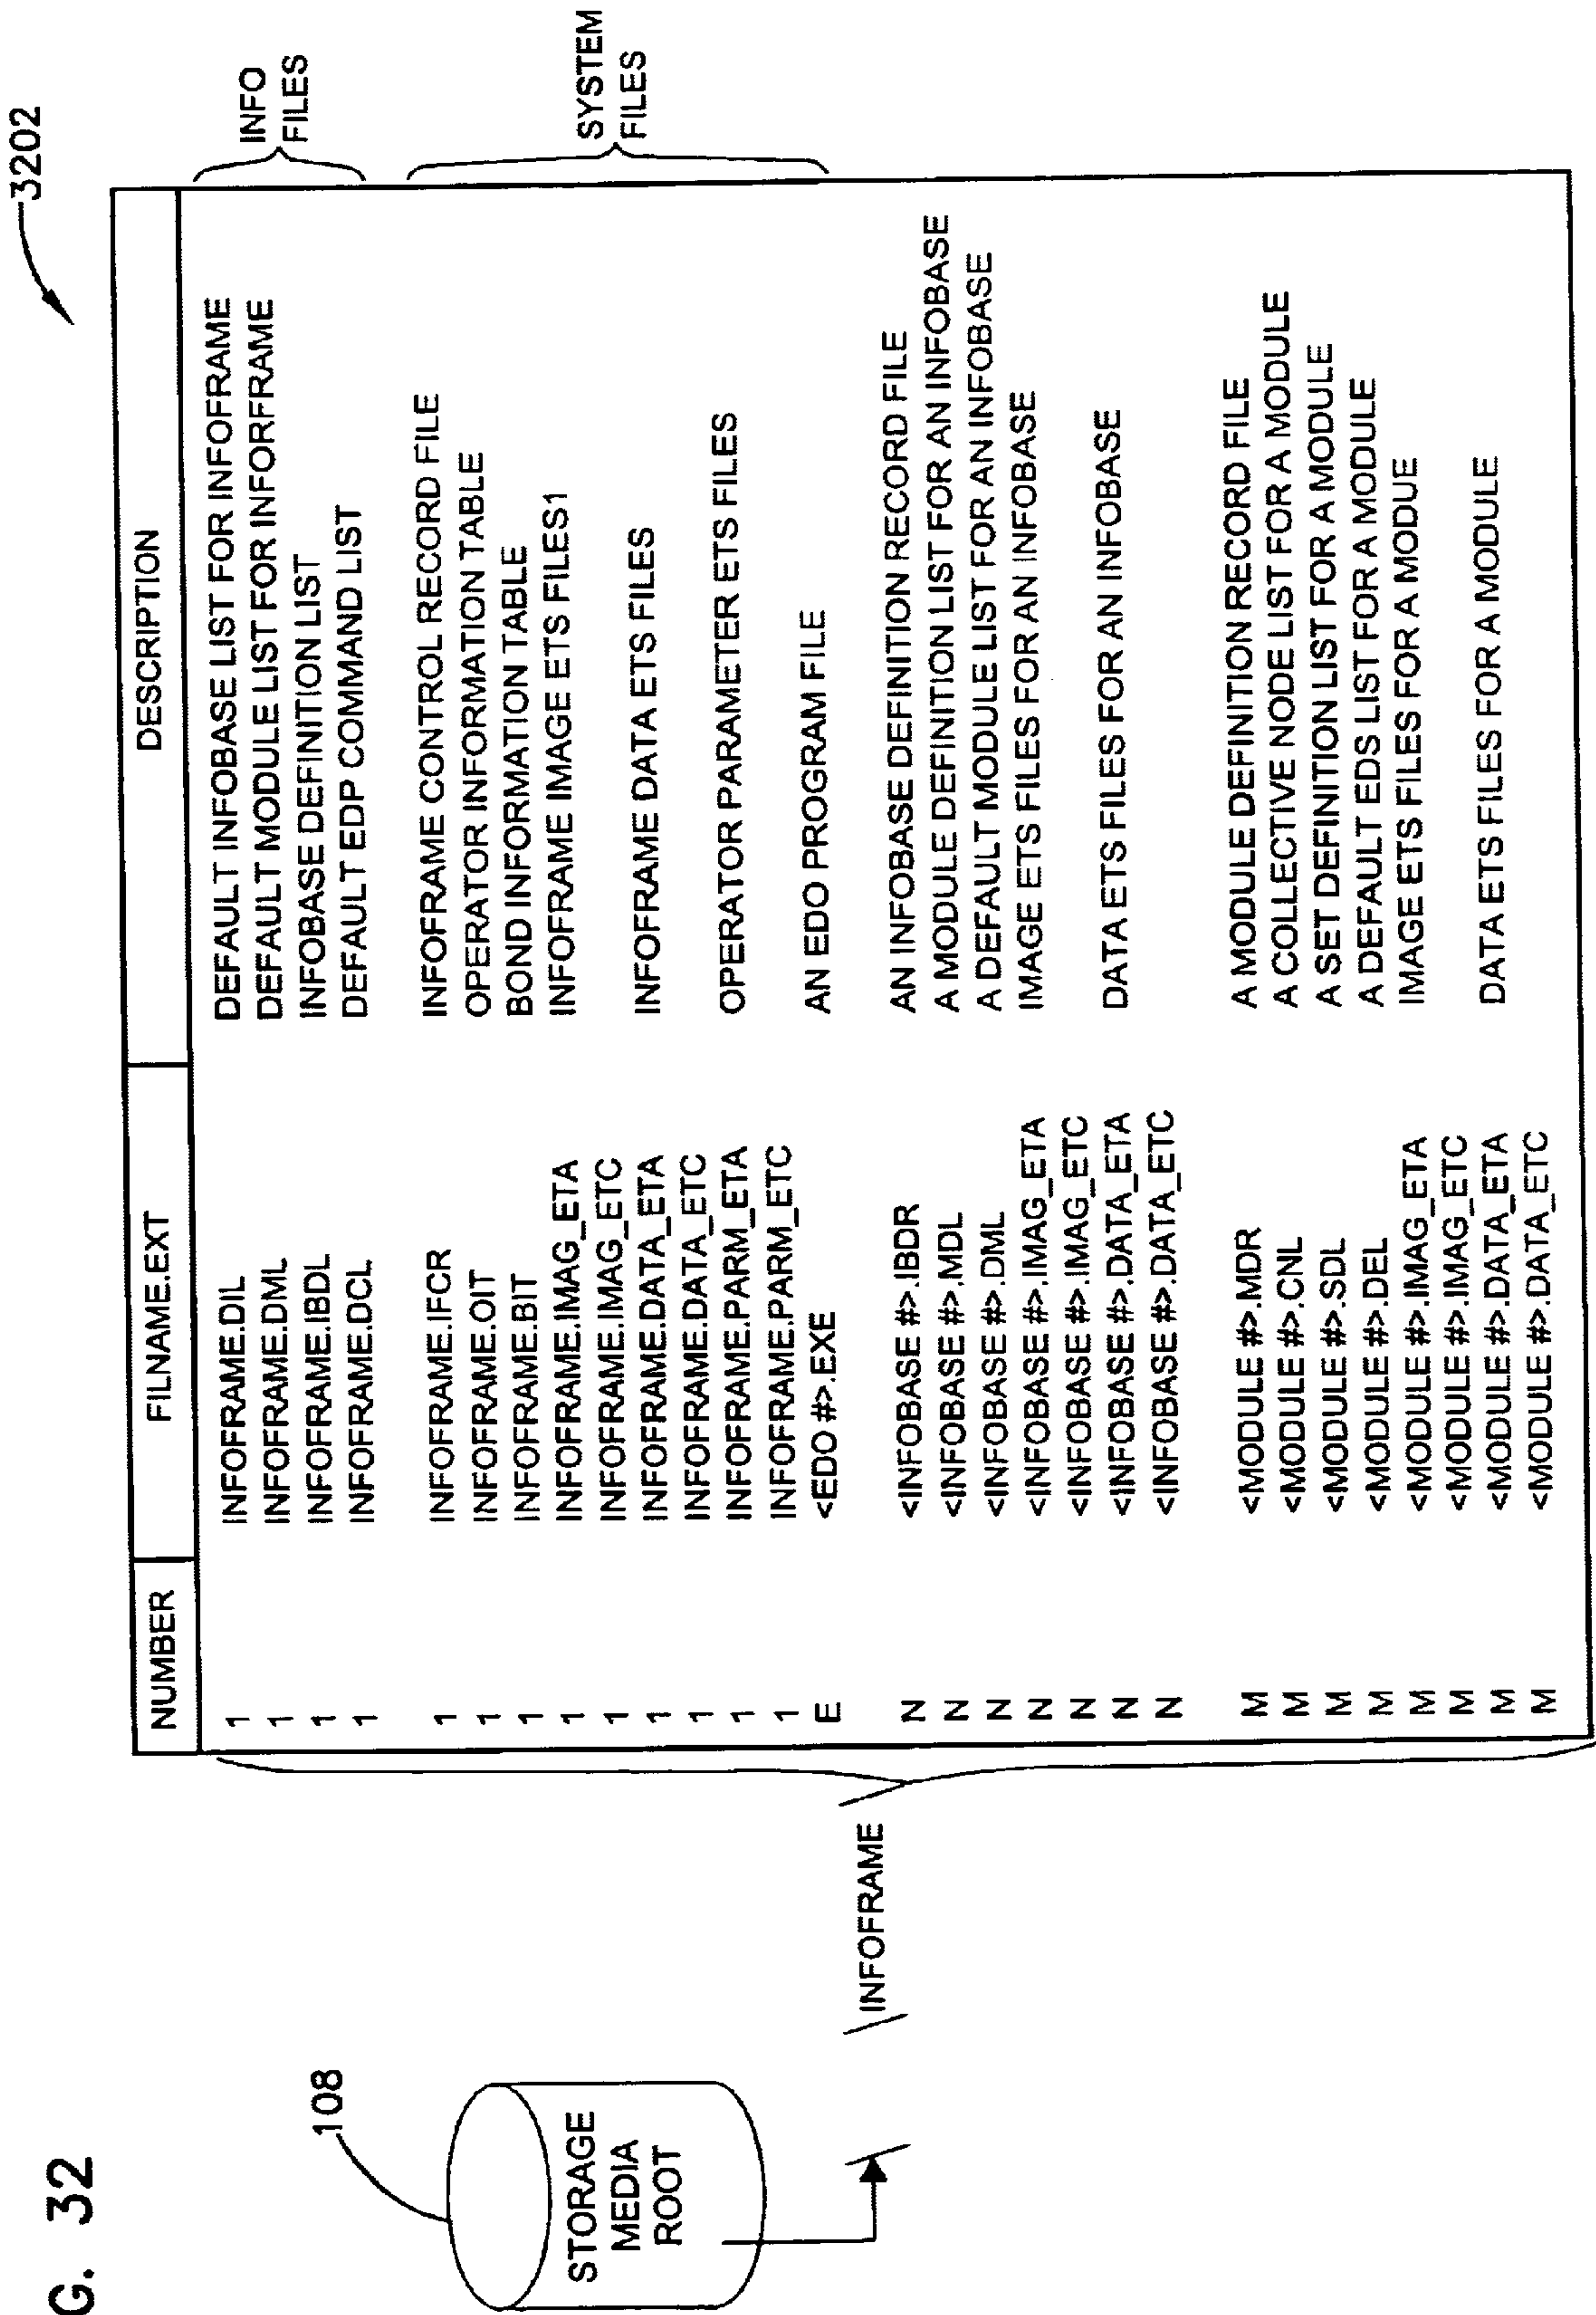 G. 32
3202
108
STORAGE
MEDIA
ROOT
\ INFOFRAME \
NUMBER FILNAME.EXT DESCRIPTION
1 INFOFRAME.DIL DEFAULT INFOBASE LIST FOR INFOFRAME
1 INFOFRAME.DML DEFAULT MODULE LIST FOR INFORFRAME
1 INFOFRAME.IBDL INFOBASE DEFINITION LIST
1 INFOFRAME.DCL DEFAULT EDP COMMAND LIST
INFO
FILES
1 INFOFRAME.IFCR INFOFRAME CONTROL RECORD FILE
1 INFOFRAME.OIT OPERATOR INFORMATION TABLE
1 INFOFRAME.BIT BOND INFORMATION TABLE
1 INFOFRAME.IMAG_ETA INFOFRAME IMAGE ETS FILES1
1 INFOFRAME.IMAG_ETC
1 INFOFRAME.DATA_ETA INFOFRAME DATA ETS FILES
1 INFOFRAME.DATA_ETC
1 INFOFRAME.PARM_ETA OPERATOR PARAMETER ETS FILES
1 INFOFRAME.PARM_ETC
E <EDO #>.EXE AN EDO PROGRAM FILE
SYSTEM
FILES
N <INFOBASE #>.IBDR AN INFOBASE DEFINITION RECORD FILE
N <INFOBASE #>.MDL A MODULE DEFINITION LIST FOR AN INFOBASE
N <INFOBASE #>.DML A DEFAULT MODULE LIST FOR AN INFOBASE
N <INFOBASE #>.IMAG_ETA IMAGE ETS FILES FOR AN INFOBASE
N <INFOBASE #>.IMAG_ETC
N <INFOBASE #>.DATA_ETA DATA ETS FILES FOR AN INFOBASE
N <INFOBASE #>.DATA_ETC
M <MODULE #>.MDR A MODULE DEFINITION RECORD FILE
M <MODULE #>.CNL A COLLECTIVE NODE LIST FOR A MODULE
M <MODULE #>.SDL A SET DEFINITION LIST FOR A MODULE
M <MODULE #>.DEL A DEFAULT EDS LIST FOR A MODULE
M <MODULE #>.IMAG_ETA IMAGE ETS FILES FOR A MODUE
M <MODULE #>.IMAG_ETC
M <MODULE #>.DATA_ETA DATA ETS FILES FOR A MODULE
M <MODULE #>.DATA_ETC